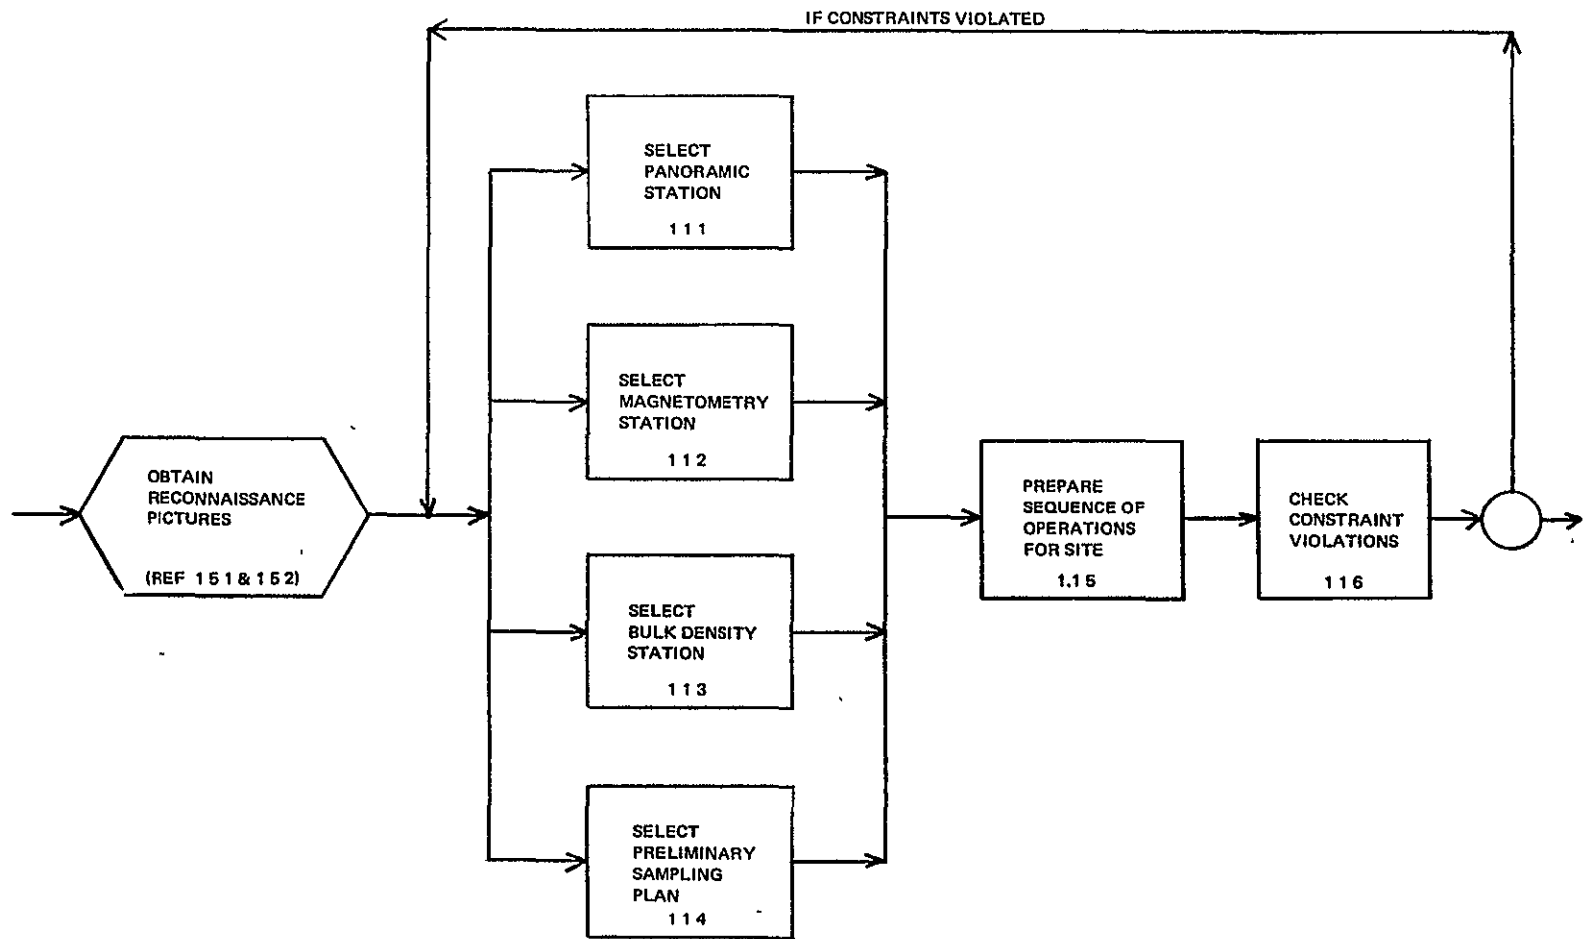 IF CONSTRAINTS VIOLATED
SELECT
PANORAMIC
STATION
1 1 1
SELECT
MAGNETOMETRY
STATION
1 1 2
OBTAIN
RECONNAISSANCE
PICTURES
(REF 1 5 1 & 1 5 2)
SELECT
BULK DENSITY
STATION
1 1 3
SELECT
PRELIMINARY
SAMPLING
PLAN
1 1 4
PREPARE
SEQUENCE OF
OPERATIONS
FOR SITE
1.1 5
CHECK
CONSTRAINT
VIOLATIONS
1 1 6